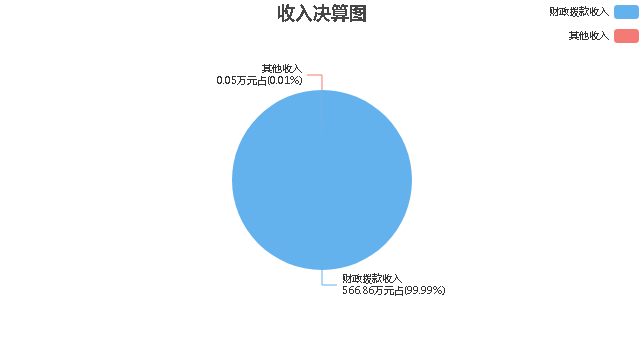 收入决算图
财政拨款收入
其他收入
其他收入
0.05万元占(0.01%)
财政拨款收入
566.86万元占(99.99%)